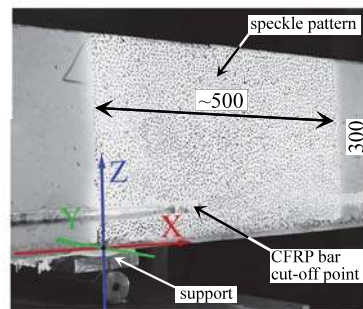 speckle pattern
~500
300
Z
Y
X
CFRP bar
cut-off point
support